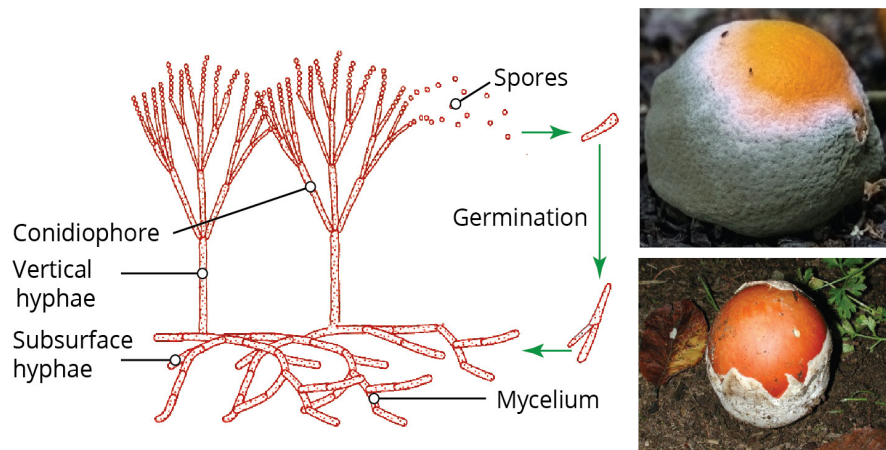 Spores
Germination
Conidiophore
Vertical
hyphae
Subsurface
hyphae
Mycelium